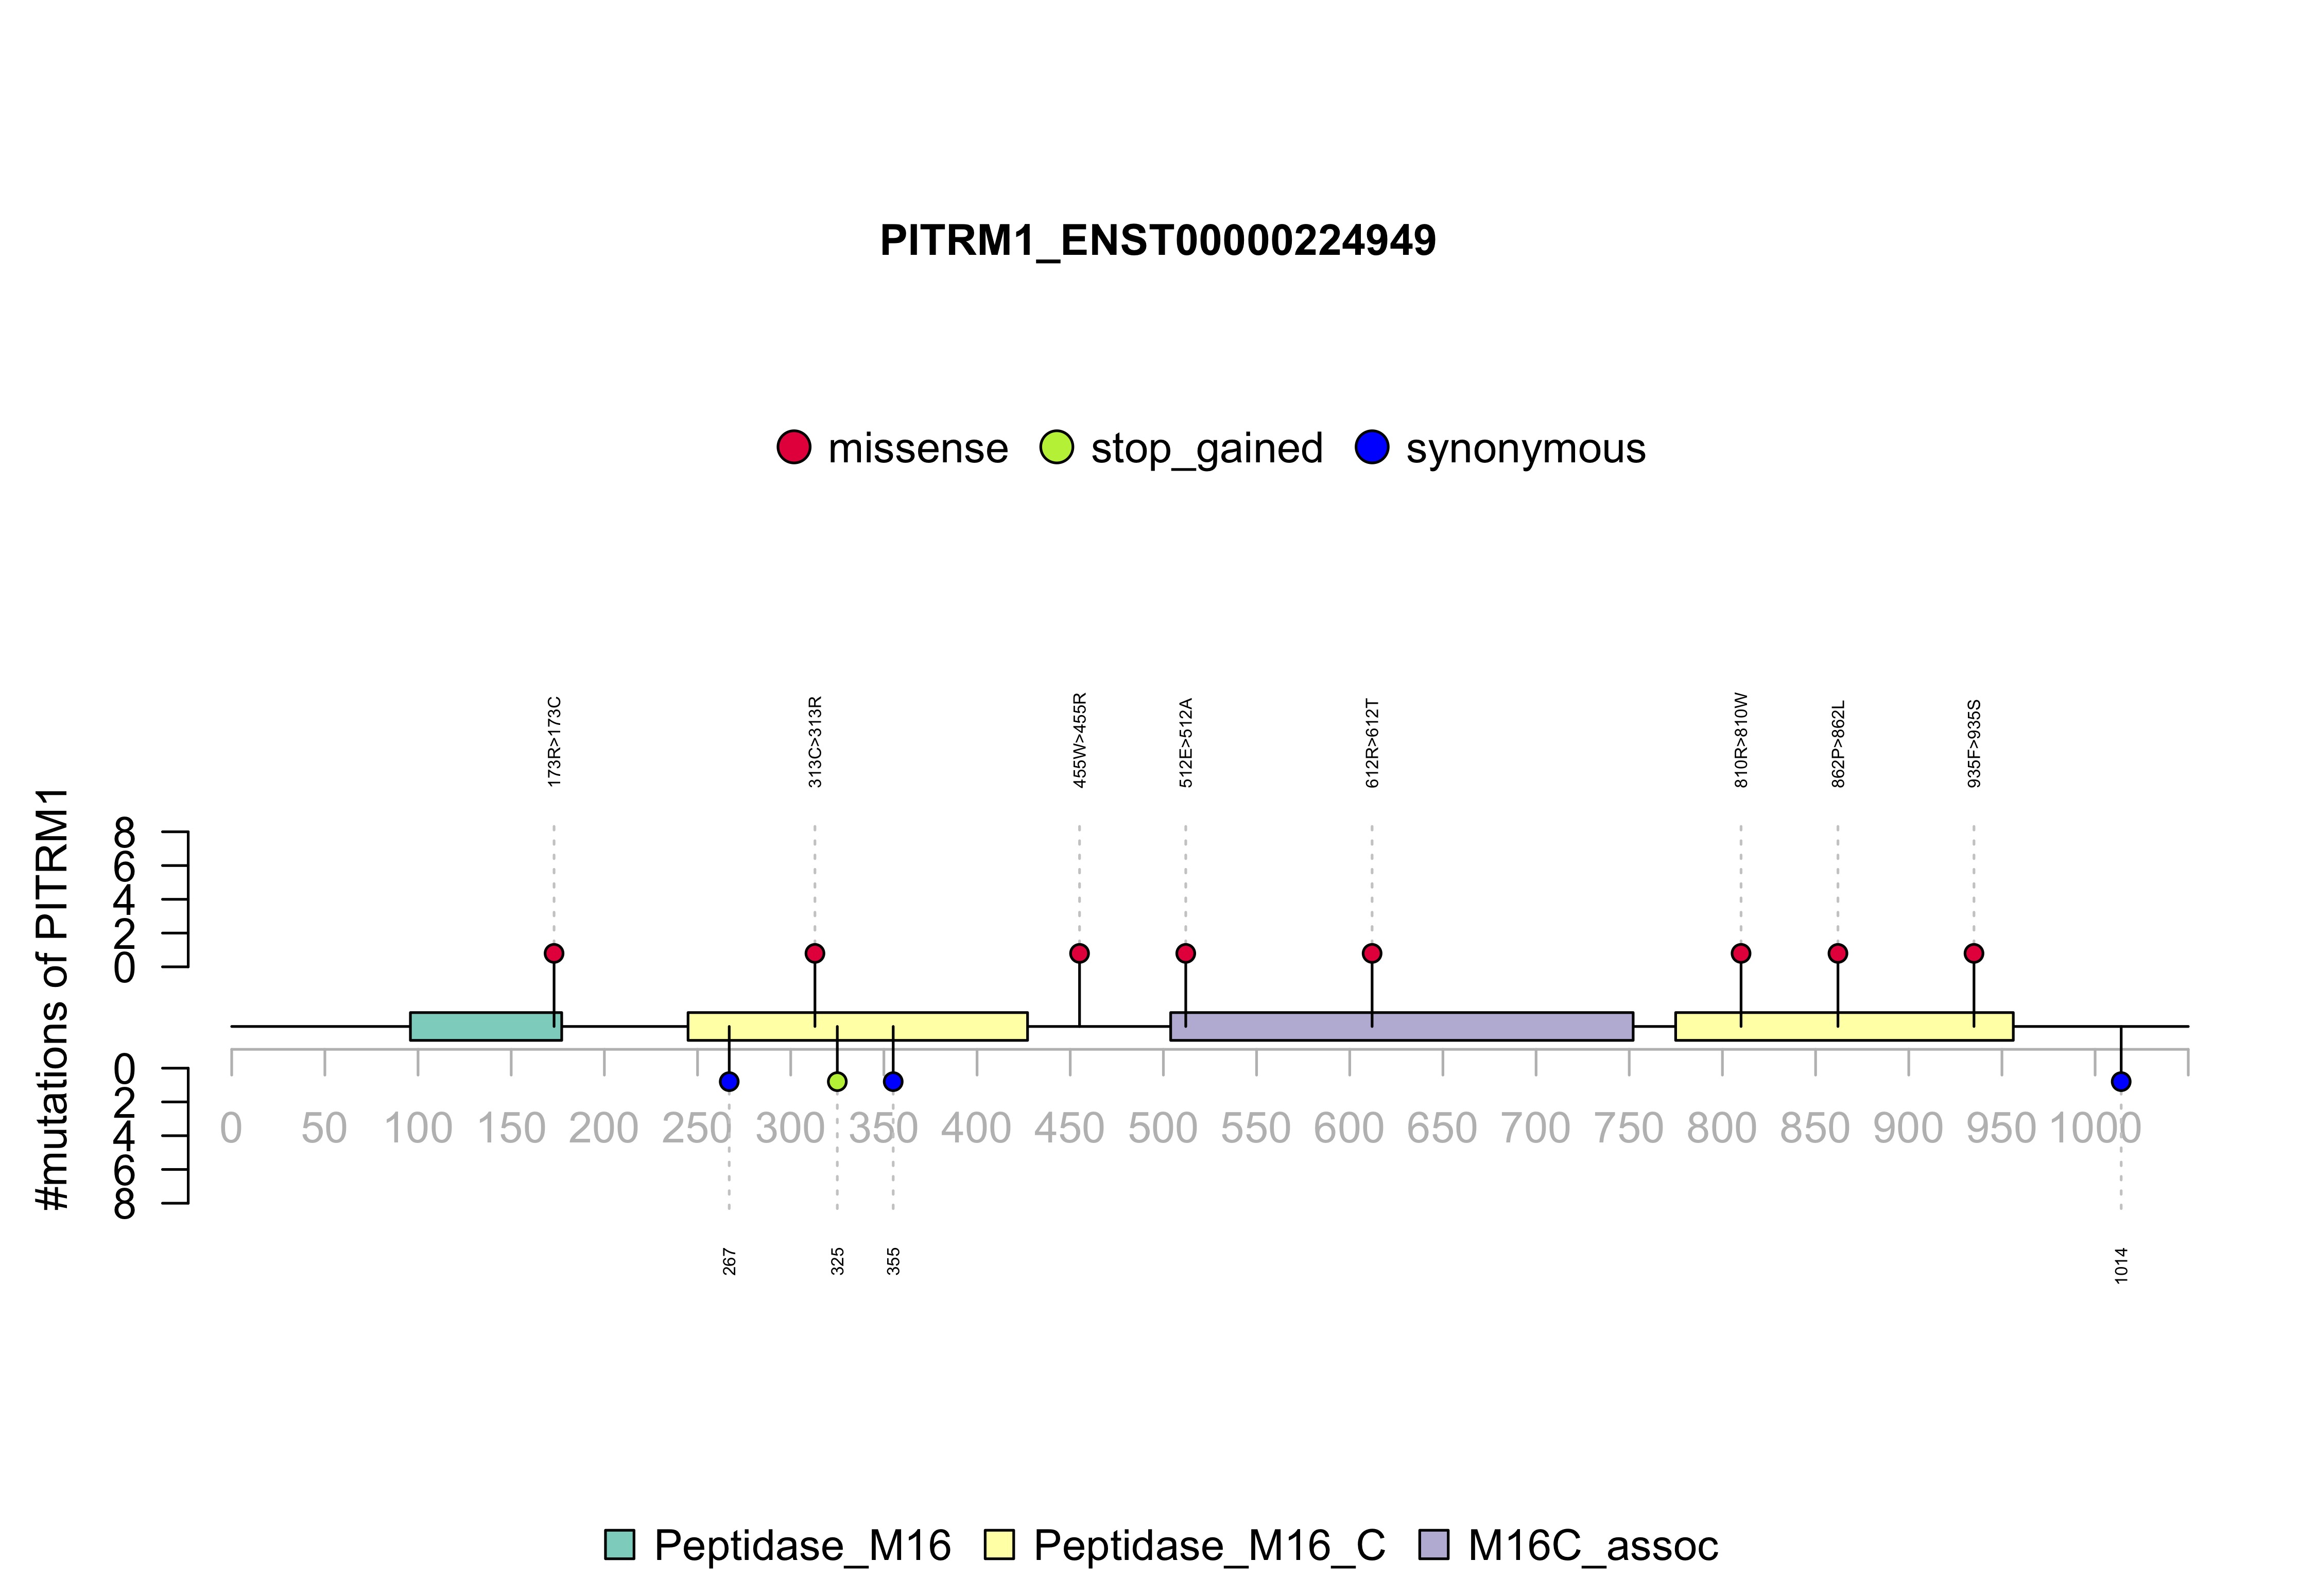 PITRM1_ENST00000224949
missense stop_gained synonymous
173R>173C 313C>313R 455W>455R 512E>512A 612R>612T 810R>810W 862P>862L 935F>935S
#mutations of PITRM1
8
6
4
2
0
0
2
4
6
8
0 50 100 150 200 250 300 350 400 450 500 550 600 650 700 750 800 850 900 950 1000
267 325 355 1014
Peptidase_M16 Peptidase_M16_C M16C_assoc